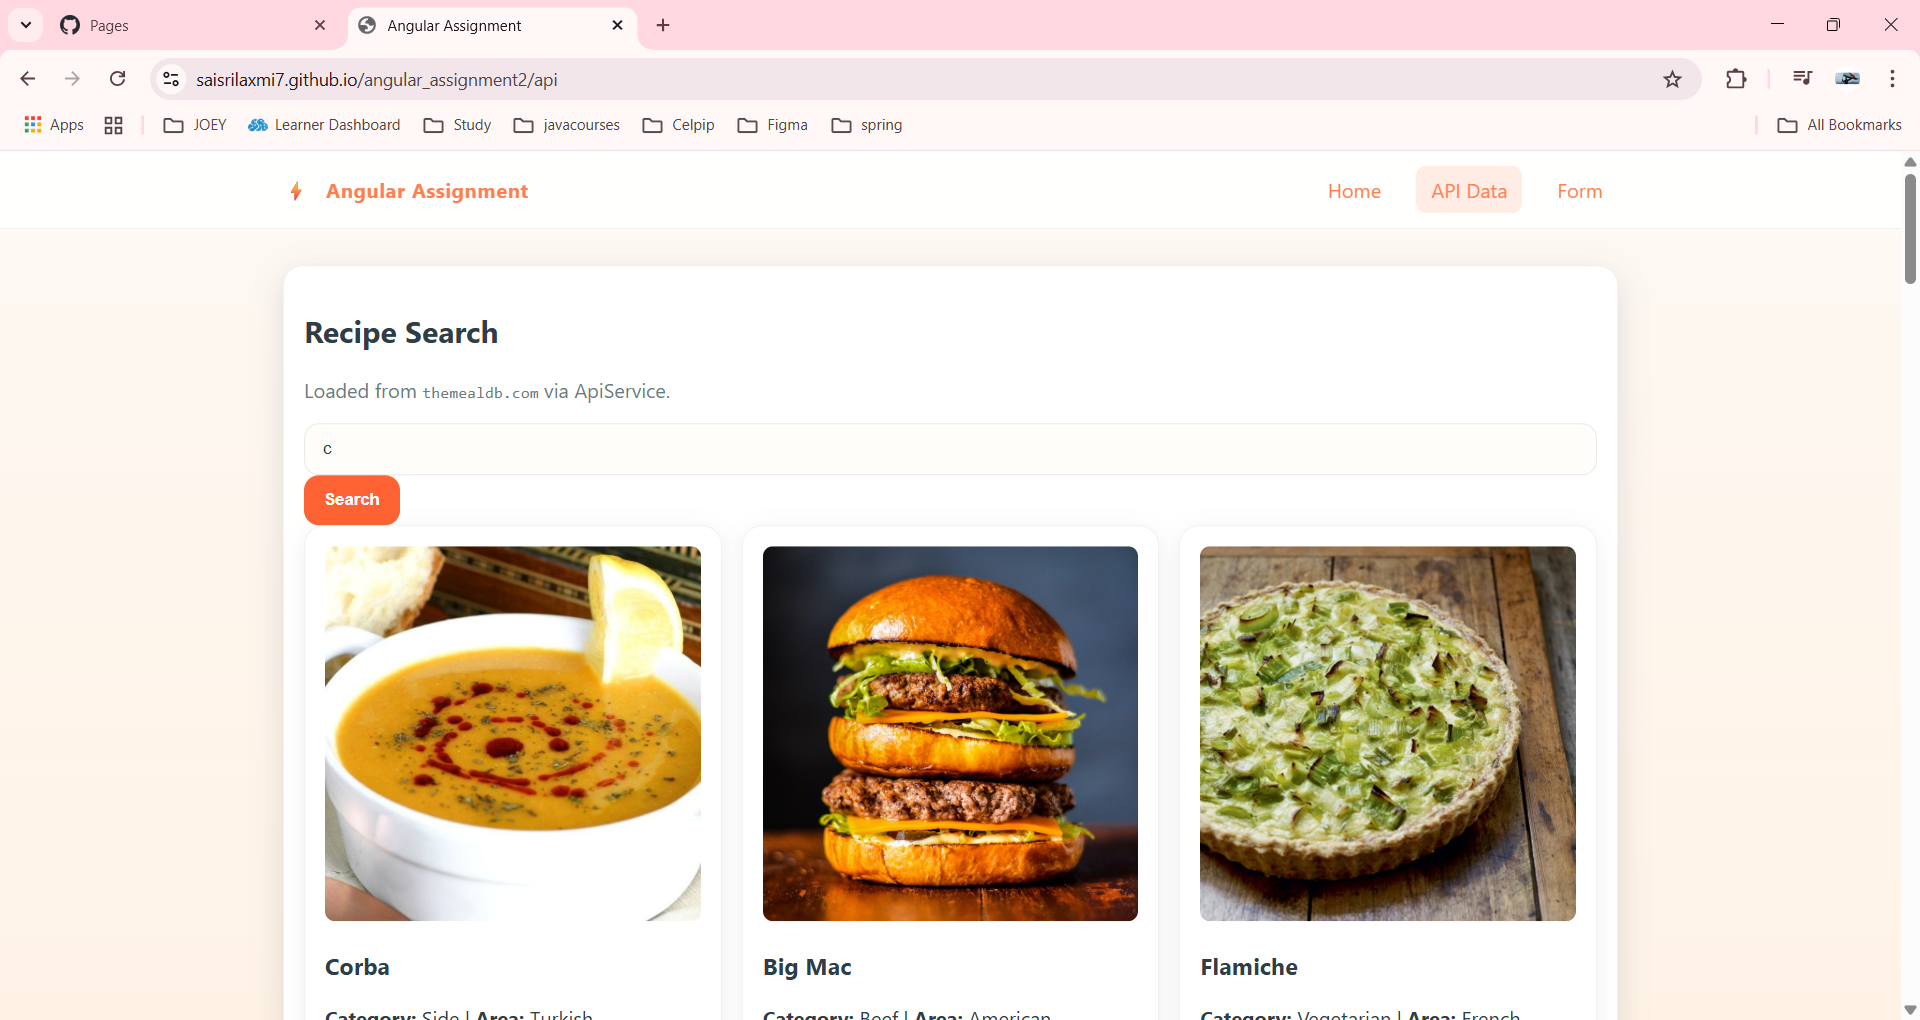 Pages
Angular Assignment
saisrilaxmi7.github.io/angular_assignment2/api
Apps JOEY Learner Dashboard Study javacourses Celpip Figma spring All Bookmarks
Angular Assignment Home API Data Form
Recipe Search
Loaded from themealdb.com via ApiService.
c
Search
Corba Big Mac Flamiche
Category: Side | Area: Turkish Category: Beef | Area: American Category: Vegetarian | Area: French